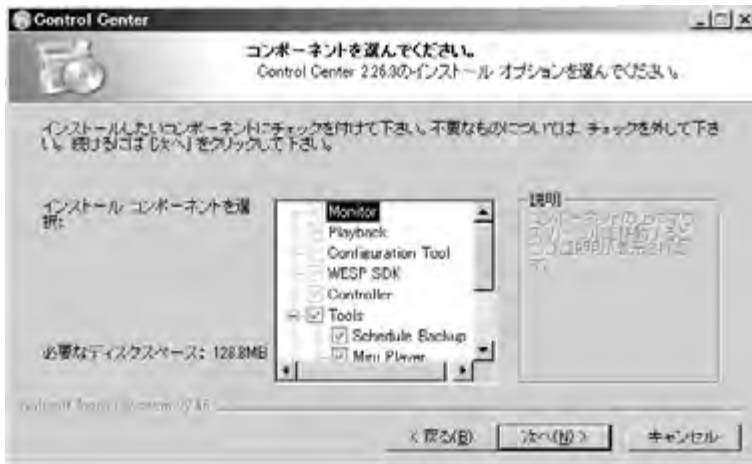 Control Center
コンポーネントを選んでください。
Control Center 2.26.3のインストール オプションを選んでください。
インストールしたいコンポーネントにチェックを付けて下さい。不要なものについては、チェックを外して下さ
い。続けるには [次へ] をクリックして下さい。
インストール コンポーネントを選
択:
Monitor
Playback
Configuration Tool
WESP SDK
Controller
Tools
Schedule Backup
Mini Player
説明
必要なディスクスペース: 128.8MB
< 戻る(B)
次へ(N) >
キャンセル